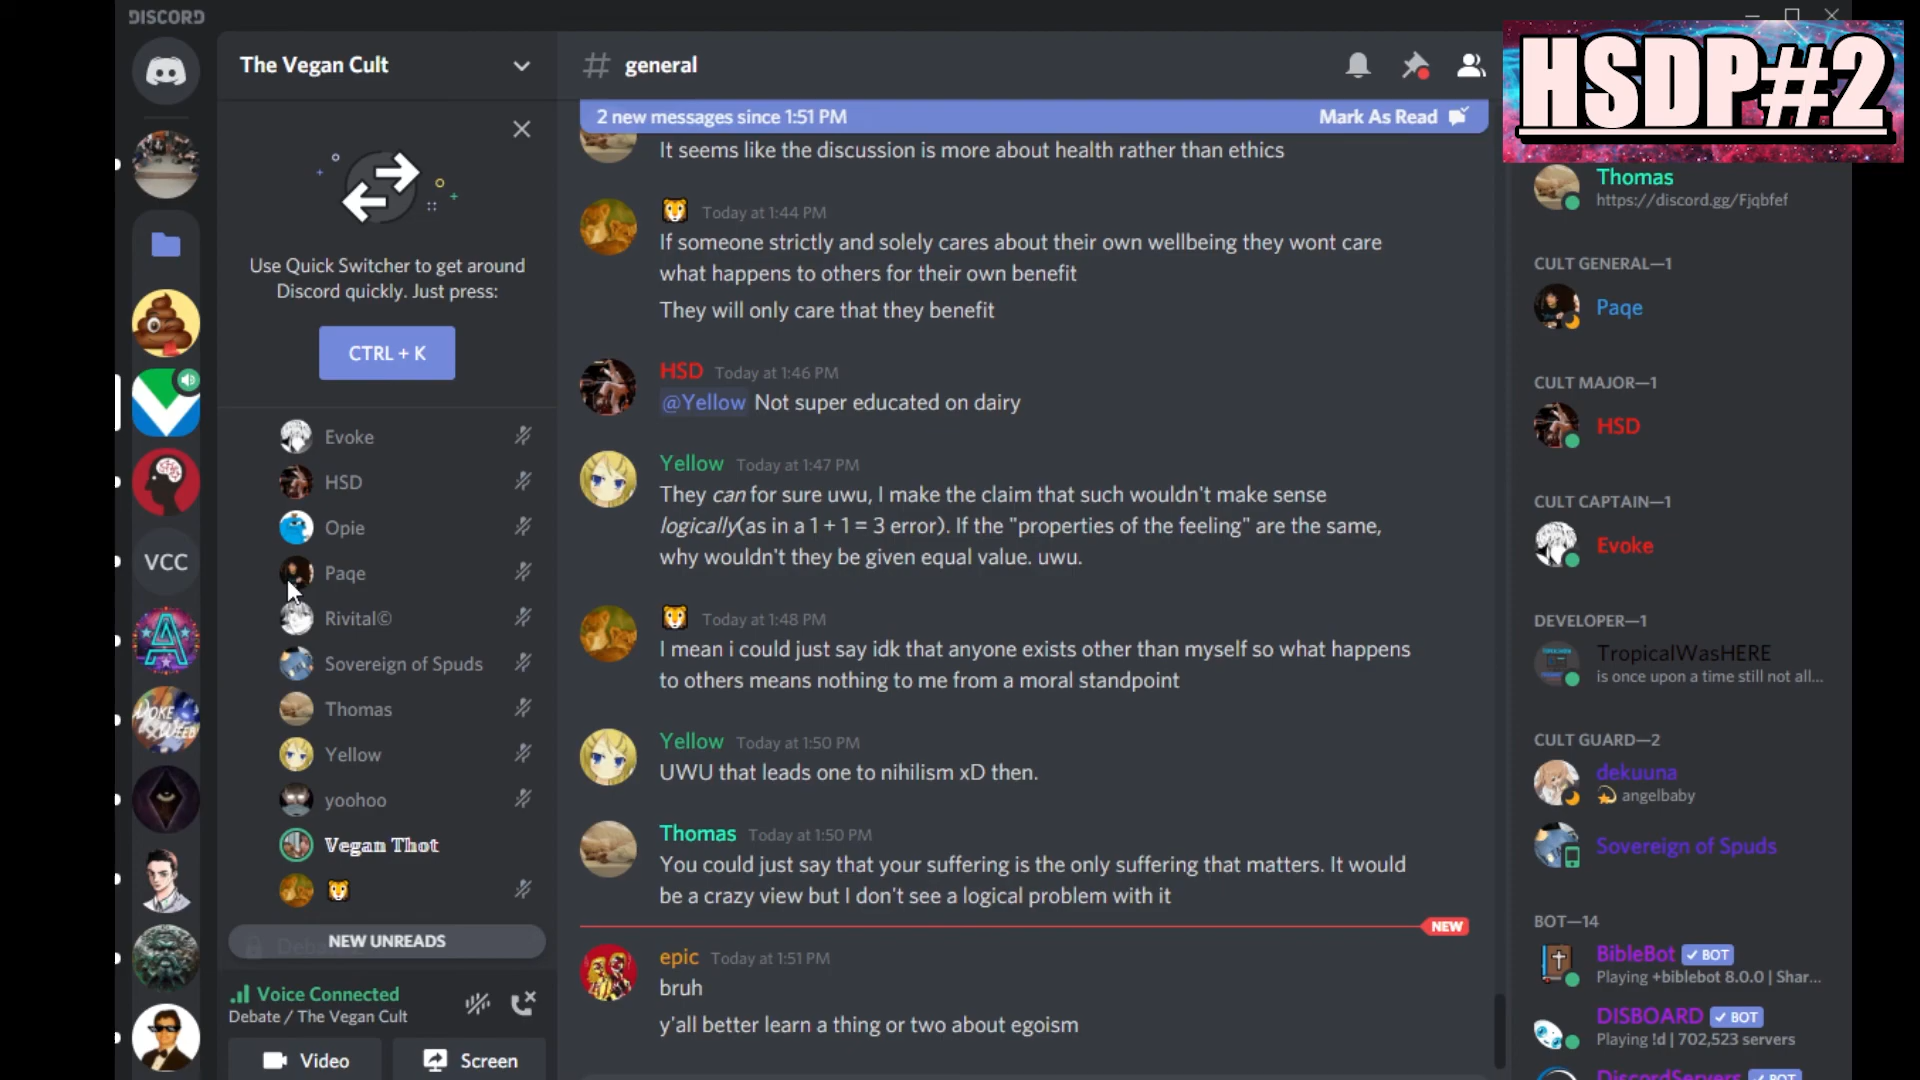 DISCORD
HSDP#2
The Vegan Cult
Use Quick Switcher to get around
Discord quickly. Just press:
CTRL + K
VCC
Evoke
HSD
Opie
Paqe
Rivital©
Sovereign of Spuds
Thomas
Yellow
yoohoo
Vegan Thot
NEW UNREADS
Voice Connected
Debate / The Vegan Cult
Video
Screen
# general
2 new messages since 1:51 PM
Mark As Read
It seems like the discussion is more about health rather than ethics
Today at 1:44 PM
If someone strictly and solely cares about their own wellbeing they wont care
what happens to others for their own benefit
They will only care that they benefit
HSD Today at 1:46 PM
@Yellow Not super educated on dairy
Yellow Today at 1:47 PM
They can for sure uwu, I make the claim that such wouldn't make sense
logically(as in a 1 + 1 = 3 error). If the "properties of the feeling" are the same,
why wouldn't they be given equal value. uwu.
Today at 1:48 PM
I mean i could just say idk that anyone exists other than myself so what happens
to others means nothing to me from a moral standpoint
Yellow Today at 1:50 PM
UWU that leads one to nihilism xD then.
Thomas Today at 1:50 PM
You could just say that your suffering is the only suffering that matters. It would
be a crazy view but I don't see a logical problem with it
NEW
epic Today at 1:51 PM
bruh
y'all better learn a thing or two about egoism
Thomas
https://discord.gg/Fjqbfef
CULT GENERAL—1
Paqe
CULT MAJOR—1
HSD
CULT CAPTAIN—1
Evoke
DEVELOPER—1
TropicalWasHERE
is once upon a time still not all...
CULT GUARD—2
dekuuna
angelbaby
Sovereign of Spuds
BOT—14
BibleBot ✓ BOT
Playing +biblebot 8.0.0 | Shar...
DISBOARD ✓ BOT
Playing !d | 702,523 servers
DiscordServers ✓ BOT